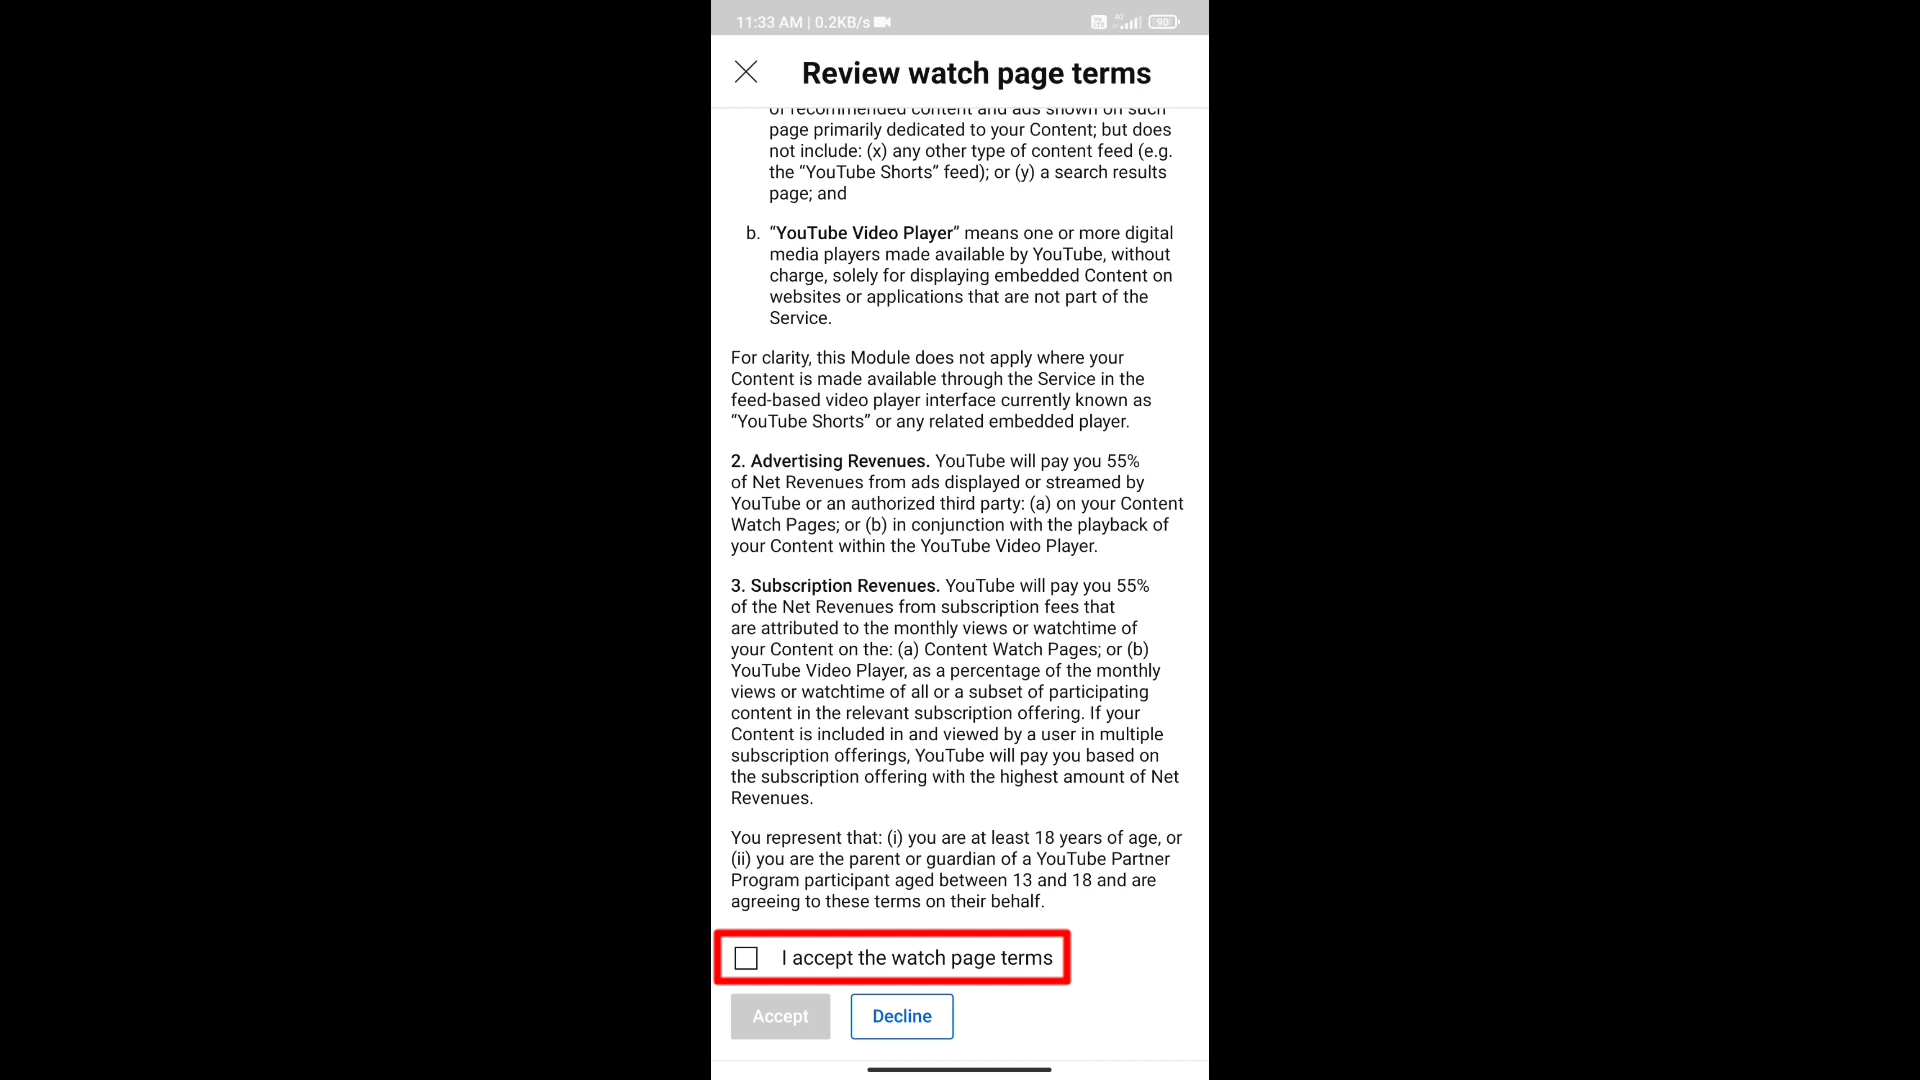 11:33 AM | 0.2KB/s
4G
90
Review watch page terms
of recommended content and ads shown on such
page primarily dedicated to your Content; but does
not include: (x) any other type of content feed (e.g.
the “YouTube Shorts” feed); or (y) a search results
page; and
b. “YouTube Video Player” means one or more digital
media players made available by YouTube, without
charge, solely for displaying embedded Content on
websites or applications that are not part of the
Service.
For clarity, this Module does not apply where your
Content is made available through the Service in the
feed-based video player interface currently known as
“YouTube Shorts” or any related embedded player.
2. Advertising Revenues. YouTube will pay you 55%
of Net Revenues from ads displayed or streamed by
YouTube or an authorized third party: (a) on your Content
Watch Pages; or (b) in conjunction with the playback of
your Content within the YouTube Video Player.
3. Subscription Revenues. YouTube will pay you 55%
of the Net Revenues from subscription fees that
are attributed to the monthly views or watchtime of
your Content on the: (a) Content Watch Pages; or (b)
YouTube Video Player, as a percentage of the monthly
views or watchtime of all or a subset of participating
content in the relevant subscription offering. If your
Content is included in and viewed by a user in multiple
subscription offerings, YouTube will pay you based on
the subscription offering with the highest amount of Net
Revenues.
You represent that: (i) you are at least 18 years of age, or
(ii) you are the parent or guardian of a YouTube Partner
Program participant aged between 13 and 18 and are
agreeing to these terms on their behalf.
I accept the watch page terms
Accept
Decline